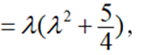 = λ(λ² + 5/4),